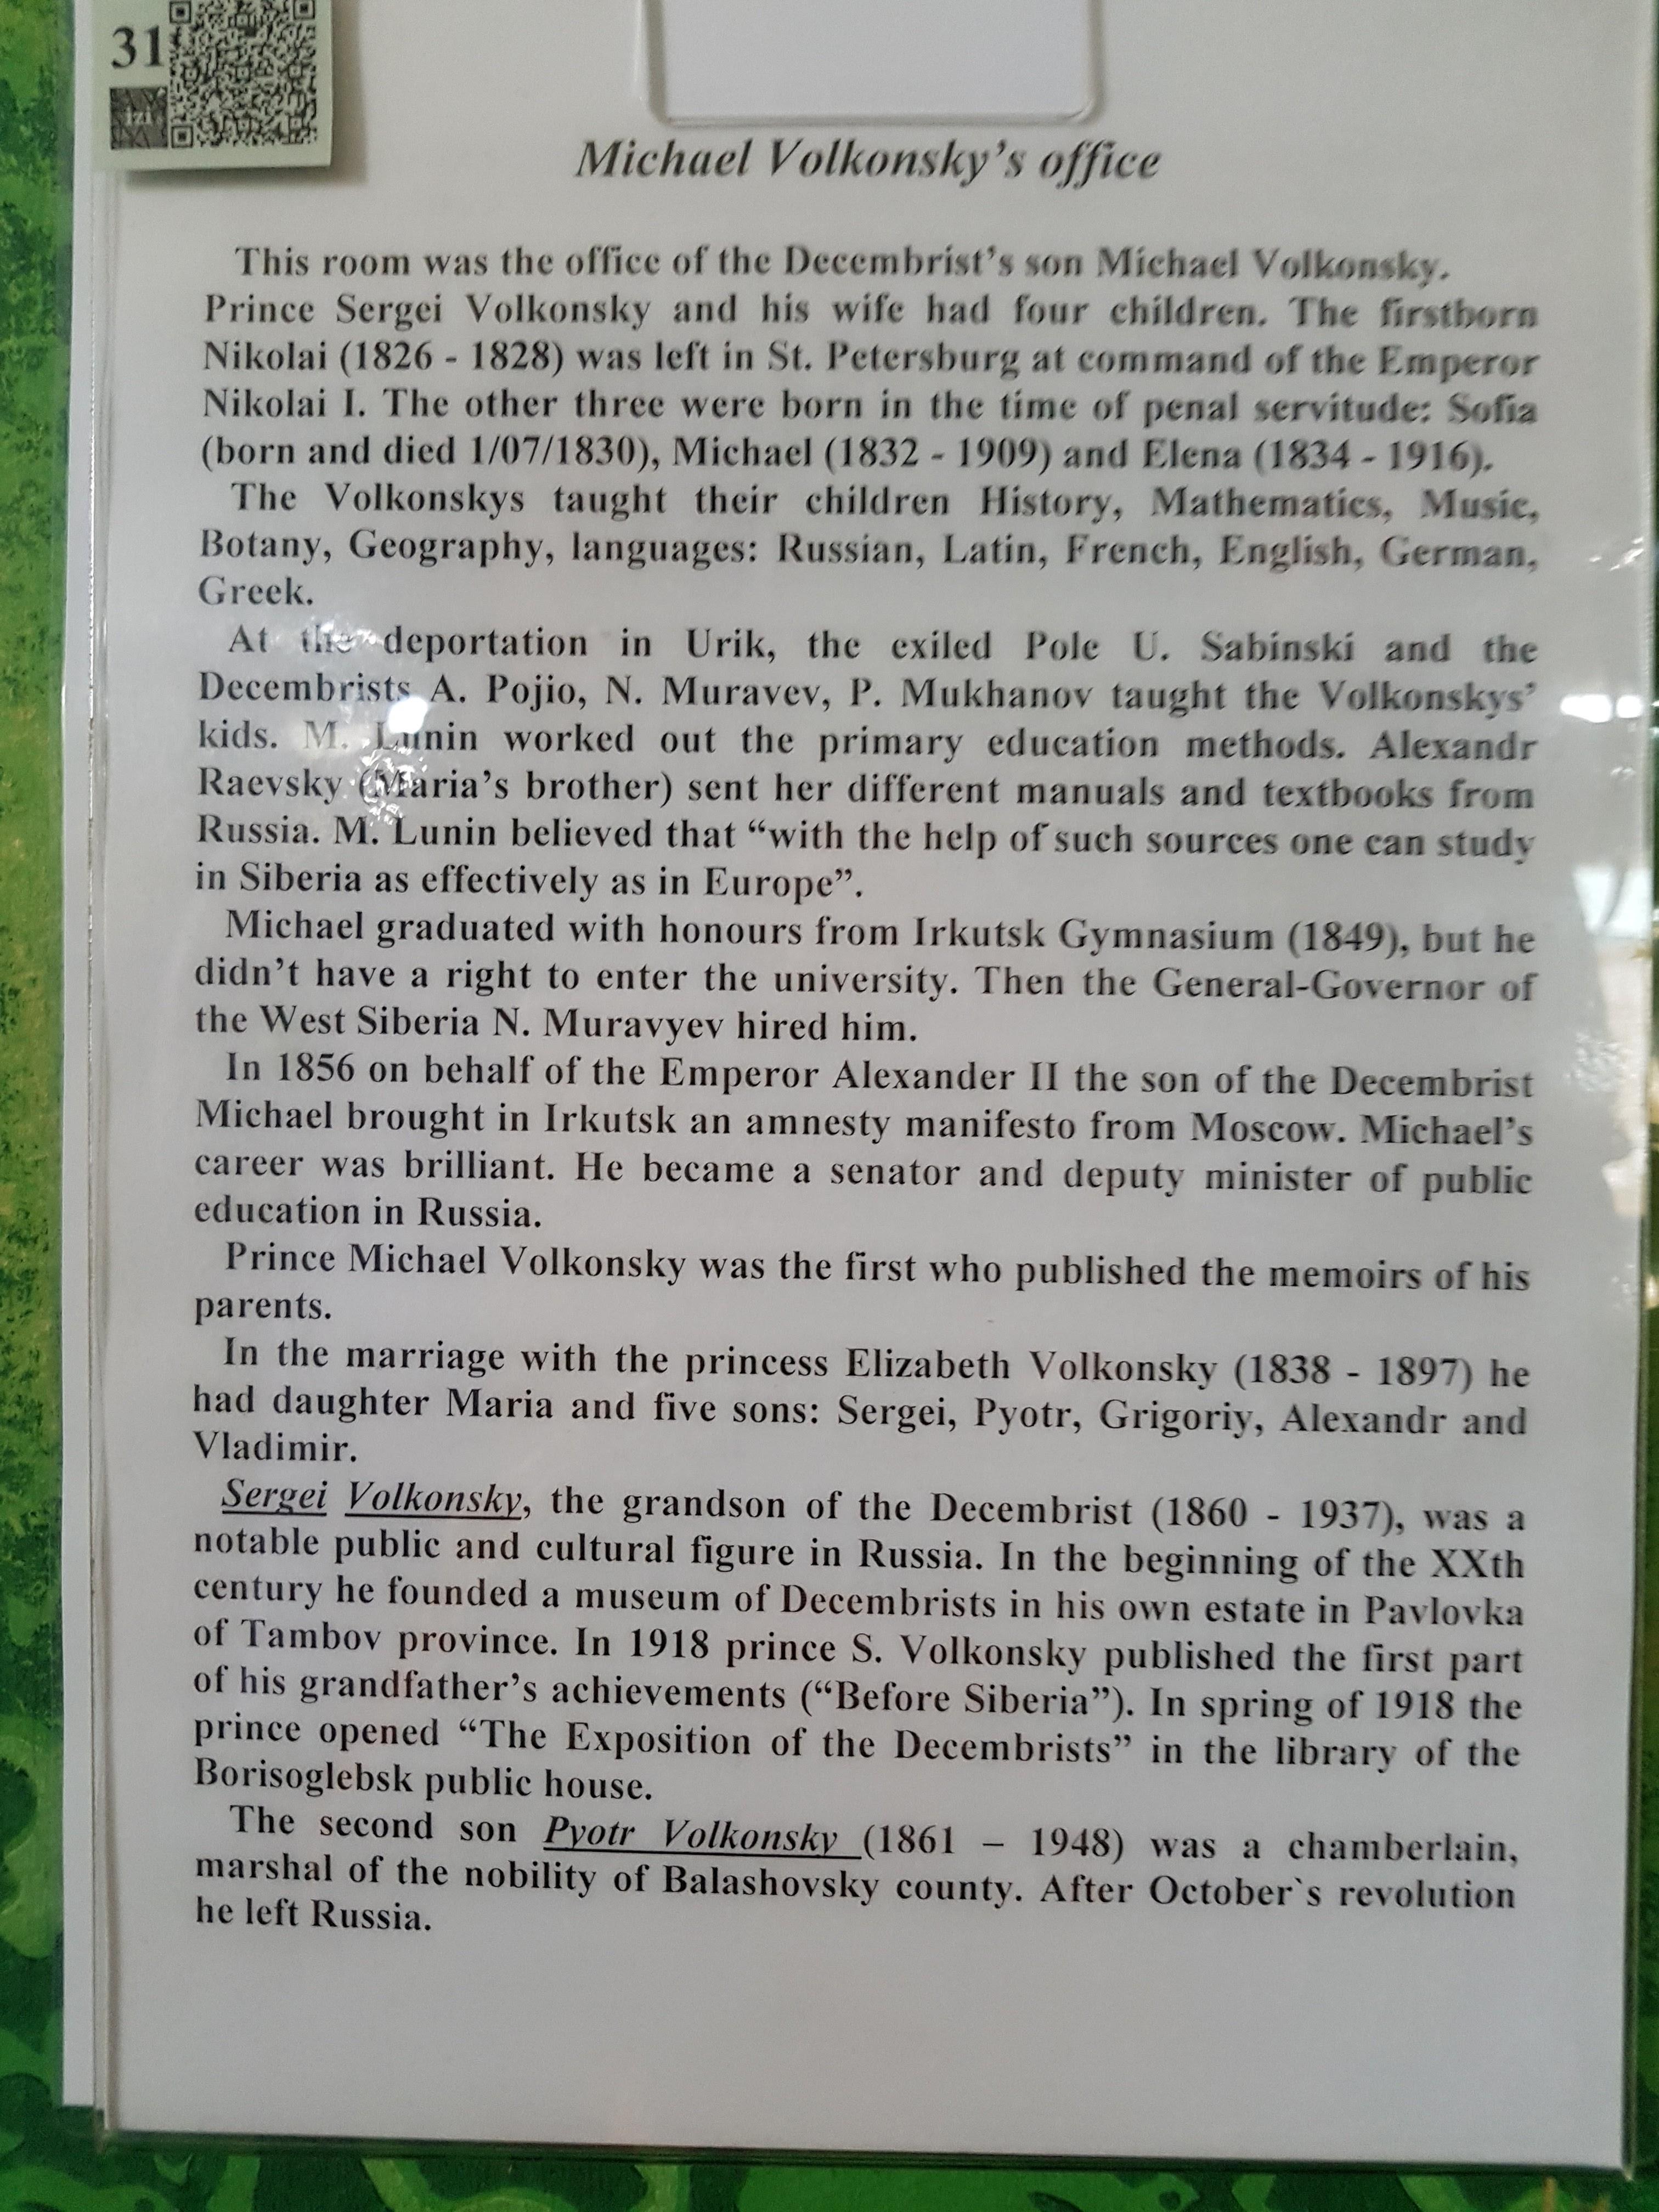 31
izi
Michael Volkonsky's office
This room was the office of the Decembrist's son Michael Volkonsky.
Prince Sergei Volkonsky and his wife had four children. The firstborn
Nikolai (1826 - 1828) was left in St. Petersburg at command of the Emperor
Nikolai I. The other three were born in the time of penal servitude: Sofia
(born and died 1/07/1830), Michael (1832 - 1909) and Elena (1834 - 1916).
The Volkonskys taught their children History, Mathematics, Music,
Botany, Geography, languages: Russian, Latin, French, English, German,
Greek.
At the deportation in Urik, the exiled Pole U. Sabinski and the
Decembrists A. Pojio, N. Muravev, P. Mukhanov taught the Volkonskys'
kids. M. Lunin worked out the primary education methods. Alexandr
Raevsky (Maria's brother) sent her different manuals and textbooks from
Russia. M. Lunin believed that “with the help of such sources one can study
in Siberia as effectively as in Europe”.
Michael graduated with honours from Irkutsk Gymnasium (1849), but he
didn't have a right to enter the university. Then the General-Governor of
the West Siberia N. Muravyev hired him.
In 1856 on behalf of the Emperor Alexander II the son of the Decembrist
Michael brought in Irkutsk an amnesty manifesto from Moscow. Michael's
career was brilliant. He became a senator and deputy minister of public
education in Russia.
Prince Michael Volkonsky was the first who published the memoirs of his
parents.
In the marriage with the princess Elizabeth Volkonsky (1838 - 1897) he
had daughter Maria and five sons: Sergei, Pyotr, Grigoriy, Alexandr and
Vladimir.
Sergei Volkonsky, the grandson of the Decembrist (1860 - 1937), was a
notable public and cultural figure in Russia. In the beginning of the XXth
century he founded a museum of Decembrists in his own estate in Pavlovka
of Tambov province. In 1918 prince S. Volkonsky published the first part
of his grandfather's achievements (“Before Siberia”). In spring of 1918 the
prince opened “The Exposition of the Decembrists” in the library of the
Borisoglebsk public house.
The second son Pyotr Volkonsky (1861 – 1948) was a chamberlain,
marshal of the nobility of Balashovsky county. After October`s revolution
he left Russia.